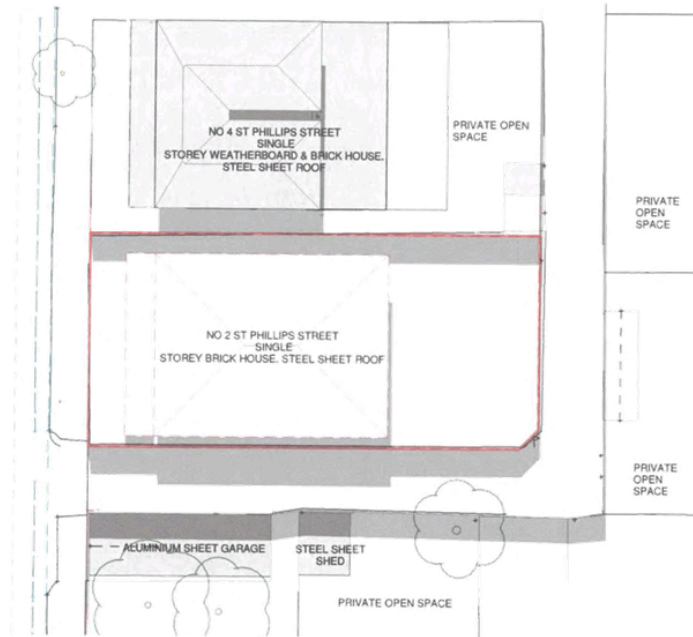 NO 4 ST PHILLIPS STREET
SINGLE
STOREY WEATHERBOARD & BRICK HOUSE.
STEEL SHEET ROOF
PRIVATE OPEN
SPACE
PRIVATE
OPEN
SPACE
NO 2 ST PHILLIPS STREET
SINGLE
STOREY BRICK HOUSE. STEEL SHEET ROOF
PRIVATE
OPEN
SPACE
ALUMINIUM SHEET GARAGE
STEEL SHEET
SHED
PRIVATE OPEN SPACE